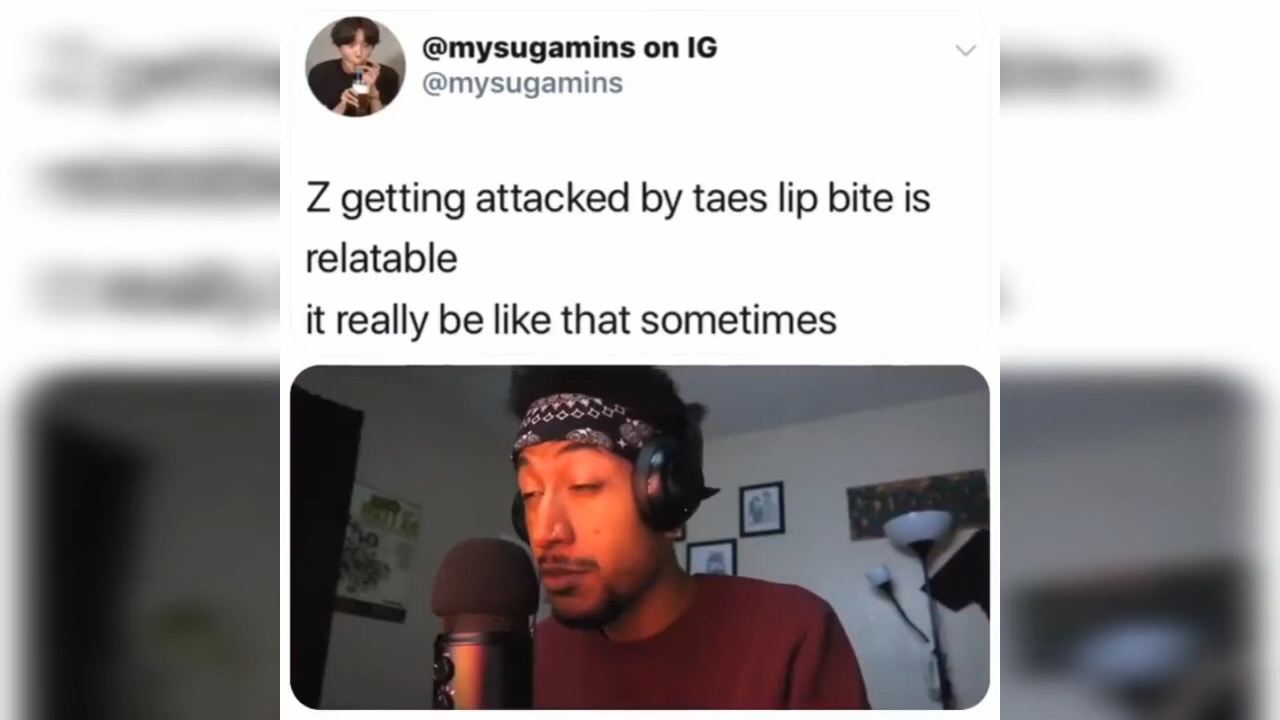 @mysugamins on IG
@mysugamins
Z getting attacked by taes lip bite is
relatable
it really be like that sometimes